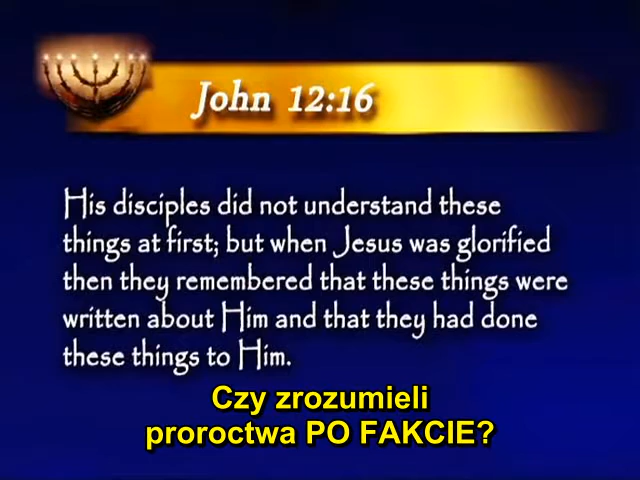 John 12:16
His disciples did not understand these
things at first; but when Jesus was glorified
then they remembered that these things were
written about Him and that they had done
these things to Him.
Czy zrozumieli
proroctwa PO FAKCIE?